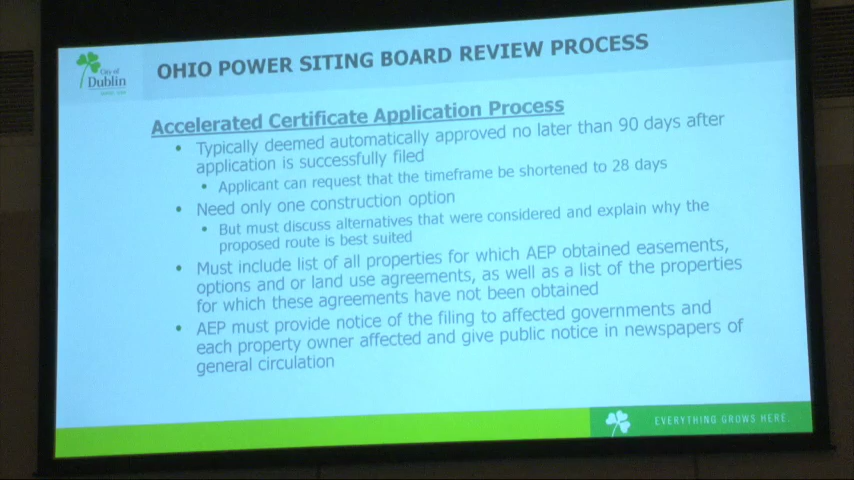 City of
Dublin
OHIO POWER SITING BOARD REVIEW PROCESS
Accelerated Certificate Application Process
• Typically deemed automatically approved no later than 90 days after
application is successfully filed
• Applicant can request that the timeframe be shortened to 28 days
• Need only one construction option
• But must discuss alternatives that were considered and explain why the
proposed route is best suited
• Must include list of all properties for which AEP obtained easements,
options and or land use agreements, as well as a list of the properties
for which these agreements have not been obtained
• AEP must provide notice of the filing to affected governments and
each property owner affected and give public notice in newspapers of
general circulation
EVERYTHING GROWS HERE.